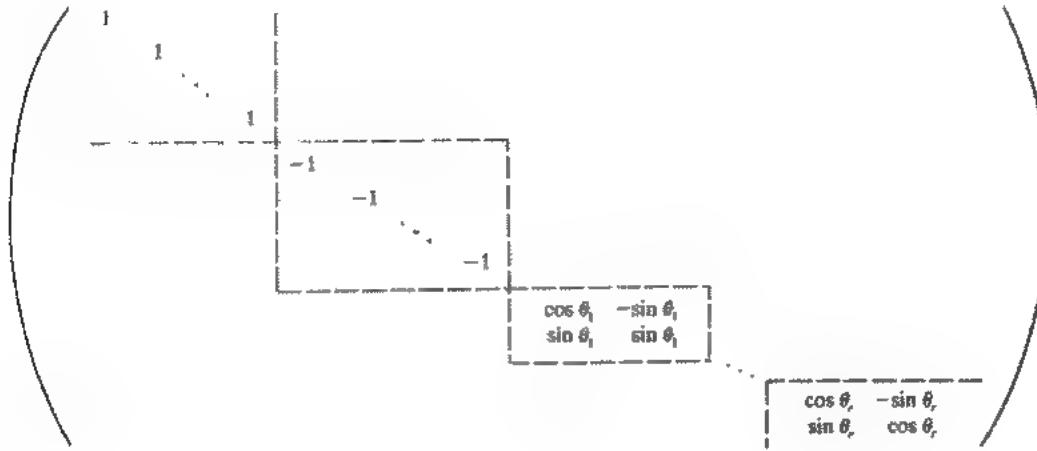 1
1
⋱
1
−1
−1
⋱
−1
cos θ₁ −sin θ₁
sin θ₁ sin θ₁
⋱
cos θᵣ −sin θᵣ
sin θᵣ cos θᵣ